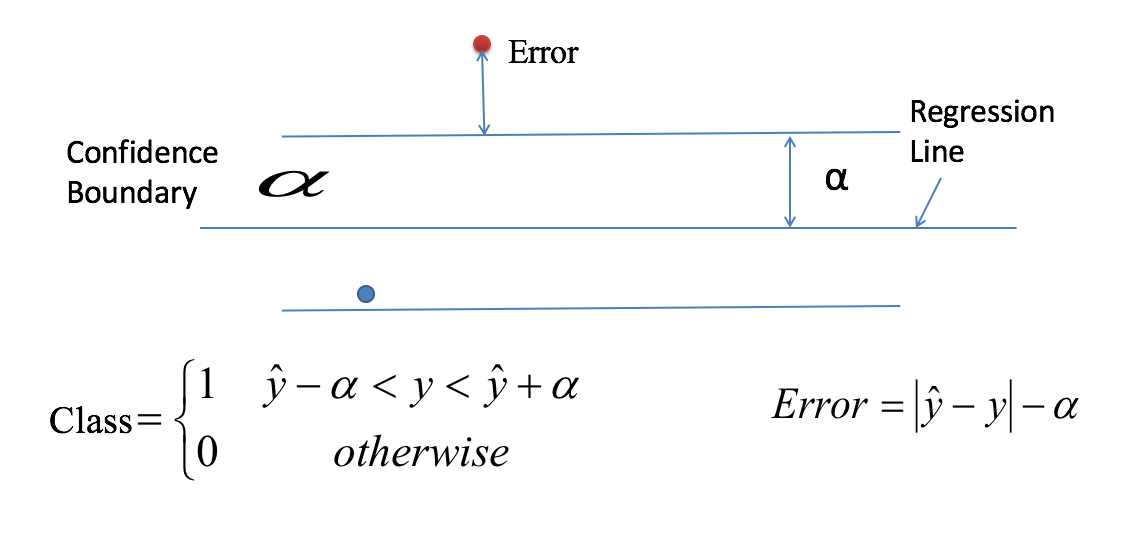 Error
Regression
Line
Confidence
Boundary
α
α
Class= { 1 ŷ − α < y < ŷ + α
0 otherwise
Error = |ŷ − y| − α